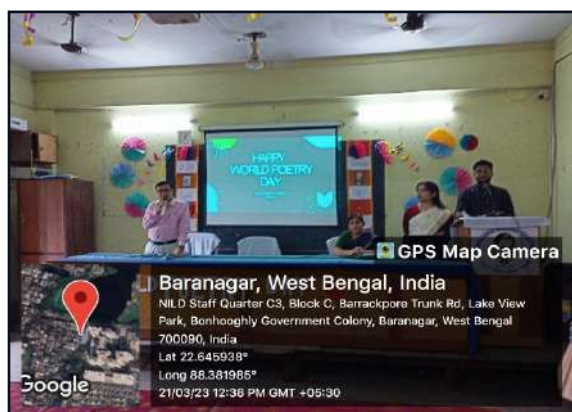 HAPPY
WORLD POETRY
DAY
GPS Map Camera
Baranagar, West Bengal, India
NILD Staff Quarter C3, Block C, Barrackpore Trunk Rd, Lake View
Park, Bonhooghly Government Colony, Baranagar, West Bengal
700090, India
Lat 22.645938°
Long 88.381985°
21/03/23 12:38 PM GMT +05:30
Google